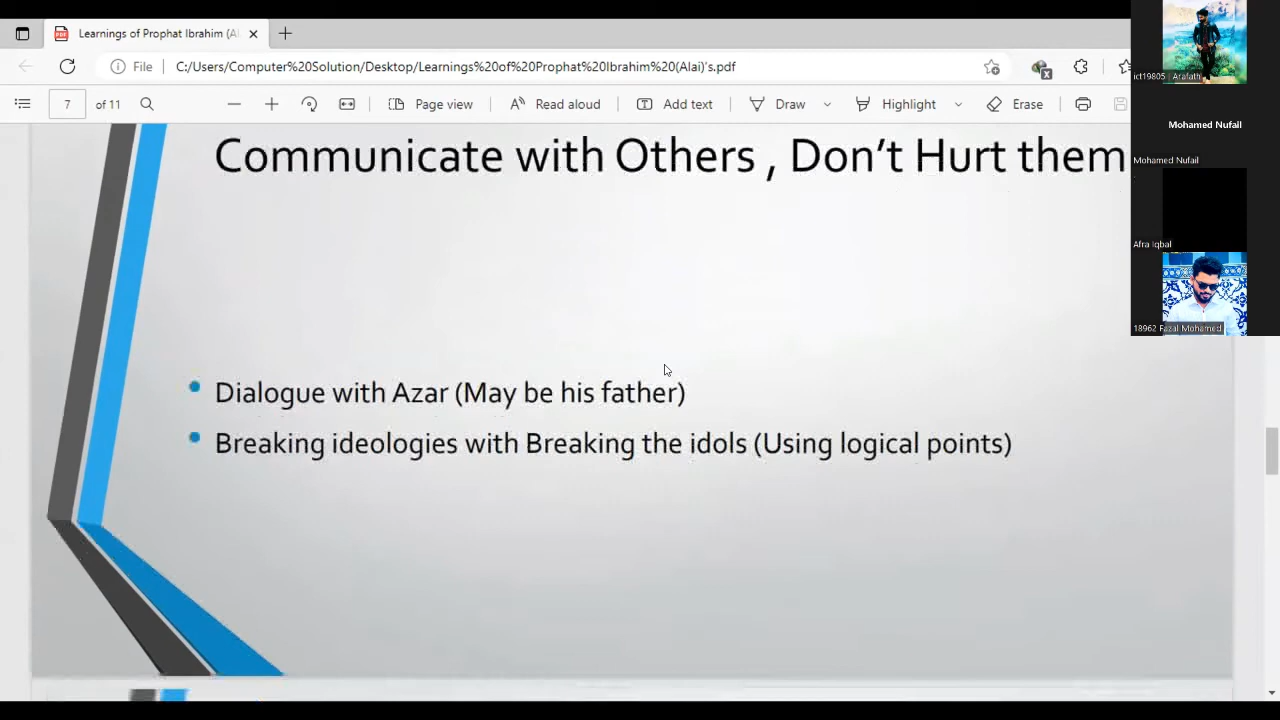 Learnings of Prophat Ibrahim (Al
File
C:/Users/Computer%20Solution/Desktop/Learnings%20of%20Prophat%20Ibrahim%20(Alai)'s.pdf
7 of 11
Page view
Read aloud
Add text
Draw
Highlight
Erase
Communicate with Others , Don't Hurt them
• Dialogue with Azar (May be his father)
• Breaking ideologies with Breaking the idols (Using logical points)
ict19805 | Arafath
Mohamed Nufail
Mohamed Nufail
Afra Iqbal
18962 Fazal Mohamed